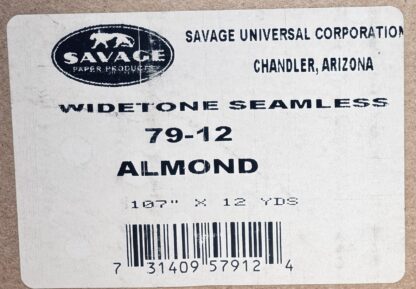 SAVAGE
PAPER PRODUCTS
SAVAGE UNIVERSAL CORPORATION
CHANDLER, ARIZONA
WIDETONE SEAMLESS
79-12
ALMOND
107" X 12 YDS
7 31409 57912 4